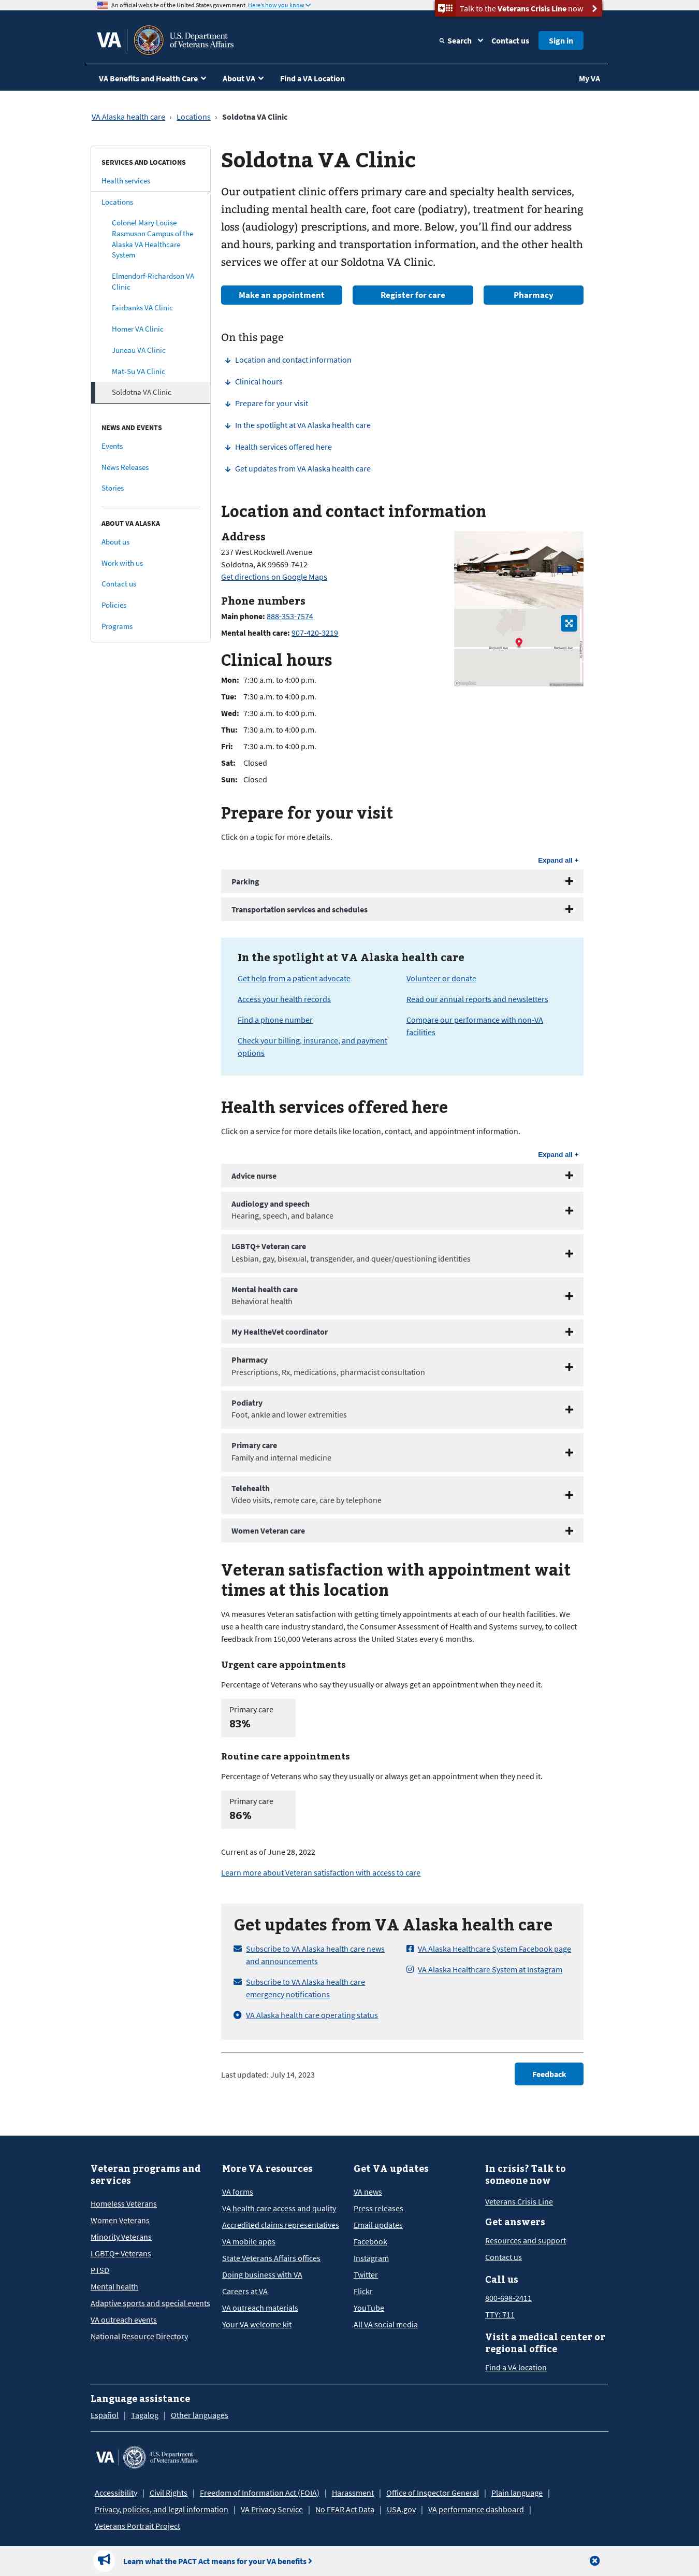 An official website of the United States government Here's how you know
Talk to the Veterans Crisis Line now
VA
U.S. Department
of Veterans Affairs
Search
Contact us
Sign in
VA Benefits and Health Care
About VA
Find a VA Location
My VA
VA Alaska health care › Locations › Soldotna VA Clinic
SERVICES AND LOCATIONS
Health services
Locations
Colonel Mary Louise
Rasmuson Campus of the
Alaska VA Healthcare
System
Elmendorf-Richardson VA
Clinic
Fairbanks VA Clinic
Homer VA Clinic
Juneau VA Clinic
Mat-Su VA Clinic
Soldotna VA Clinic
NEWS AND EVENTS
Events
News Releases
Stories
ABOUT VA ALASKA
About us
Work with us
Contact us
Policies
Programs
Soldotna VA Clinic
Our outpatient clinic offers primary care and specialty health services,
including mental health care, foot care (podiatry), treatment for hearing
loss (audiology) prescriptions, and more. Below, you'll find our address
and hours, parking and transportation information, and the other health
services we offer at our Soldotna VA Clinic.
Make an appointment
Register for care
Pharmacy
On this page
Location and contact information
Clinical hours
Prepare for your visit
In the spotlight at VA Alaska health care
Health services offered here
Get updates from VA Alaska health care
Location and contact information
Address
237 West Rockwell Avenue
Soldotna, AK 99669-7412
Get directions on Google Maps
Phone numbers
Main phone: 888-353-7574
Mental health care: 907-420-3219
Clinical hours
Mon: 7:30 a.m. to 4:00 p.m.
Tue: 7:30 a.m. to 4:00 p.m.
Wed: 7:30 a.m. to 4:00 p.m.
Thu: 7:30 a.m. to 4:00 p.m.
Fri: 7:30 a.m. to 4:00 p.m.
Sat: Closed
Sun: Closed
Prepare for your visit
Click on a topic for more details.
Expand all +
Parking
Transportation services and schedules
In the spotlight at VA Alaska health care
Get help from a patient advocate
Access your health records
Find a phone number
Check your billing, insurance, and payment
options
Volunteer or donate
Read our annual reports and newsletters
Compare our performance with non-VA
facilities
Health services offered here
Click on a service for more details like location, contact, and appointment information.
Expand all +
Advice nurse
Audiology and speech
Hearing, speech, and balance
LGBTQ+ Veteran care
Lesbian, gay, bisexual, transgender, and queer/questioning identities
Mental health care
Behavioral health
My HealtheVet coordinator
Pharmacy
Prescriptions, Rx, medications, pharmacist consultation
Podiatry
Foot, ankle and lower extremities
Primary care
Family and internal medicine
Telehealth
Video visits, remote care, care by telephone
Women Veteran care
Veteran satisfaction with appointment wait
times at this location
VA measures Veteran satisfaction with getting timely appointments at each of our health facilities. We
use a health care industry standard, the Consumer Assessment of Health and Systems survey, to collect
feedback from 150,000 Veterans across the United States every 6 months.
Urgent care appointments
Percentage of Veterans who say they usually or always get an appointment when they need it.
Primary care
83%
Routine care appointments
Percentage of Veterans who say they usually or always get an appointment when they need it.
Primary care
86%
Current as of June 28, 2022
Learn more about Veteran satisfaction with access to care
Get updates from VA Alaska health care
Subscribe to VA Alaska health care news
and announcements
Subscribe to VA Alaska health care
emergency notifications
VA Alaska health care operating status
VA Alaska Healthcare System Facebook page
VA Alaska Healthcare System at Instagram
Last updated: July 14, 2023
Feedback
Veteran programs and
services
Homeless Veterans
Women Veterans
Minority Veterans
LGBTQ+ Veterans
PTSD
Mental health
Adaptive sports and special events
VA outreach events
National Resource Directory
More VA resources
VA forms
VA health care access and quality
Accredited claims representatives
VA mobile apps
State Veterans Affairs offices
Doing business with VA
Careers at VA
VA outreach materials
Your VA welcome kit
Get VA updates
VA news
Press releases
Email updates
Facebook
Instagram
Twitter
Flickr
YouTube
All VA social media
In crisis? Talk to
someone now
Veterans Crisis Line
Get answers
Resources and support
Contact us
Call us
800-698-2411
TTY: 711
Visit a medical center or
regional office
Find a VA location
Language assistance
Español | Tagalog | Other languages
VA
U.S. Department
of Veterans Affairs
Accessibility | Civil Rights | Freedom of Information Act (FOIA) | Harassment | Office of Inspector General | Plain language |
Privacy, policies, and legal information | VA Privacy Service | No FEAR Act Data | USA.gov | VA performance dashboard |
Veterans Portrait Project
Learn what the PACT Act means for your VA benefits